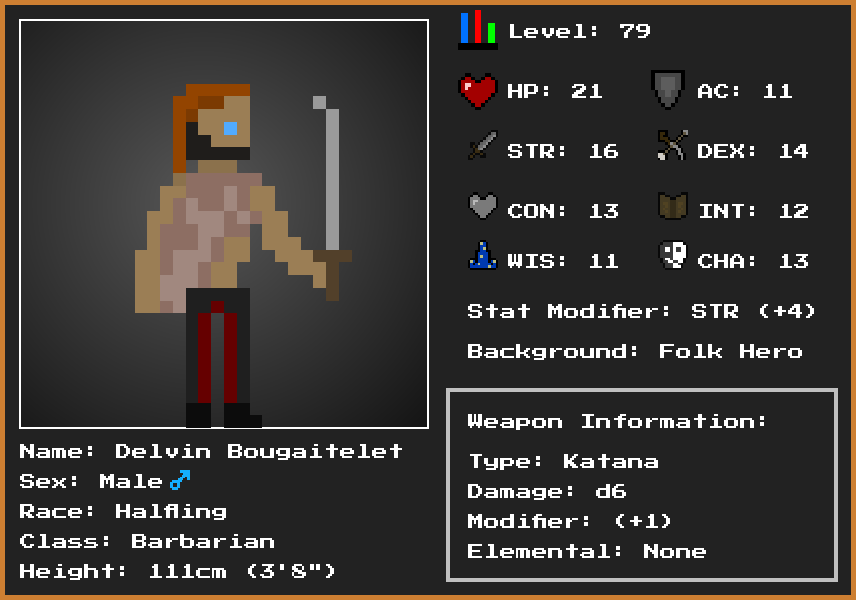 Level: 79
HP: 21
AC: 11
STR: 16
DEX: 14
CON: 13
INT: 12
WIS: 11
CHA: 13
Stat Modifier: STR (+4)
Background: Folk Hero
Weapon Information:
Type: Katana
Damage: d6
Modifier: (+1)
Elemental: None
Name: Delvin Bougaitelet
Sex: Male♂
Race: Halfling
Class: Barbarian
Height: 111cm (3'8")